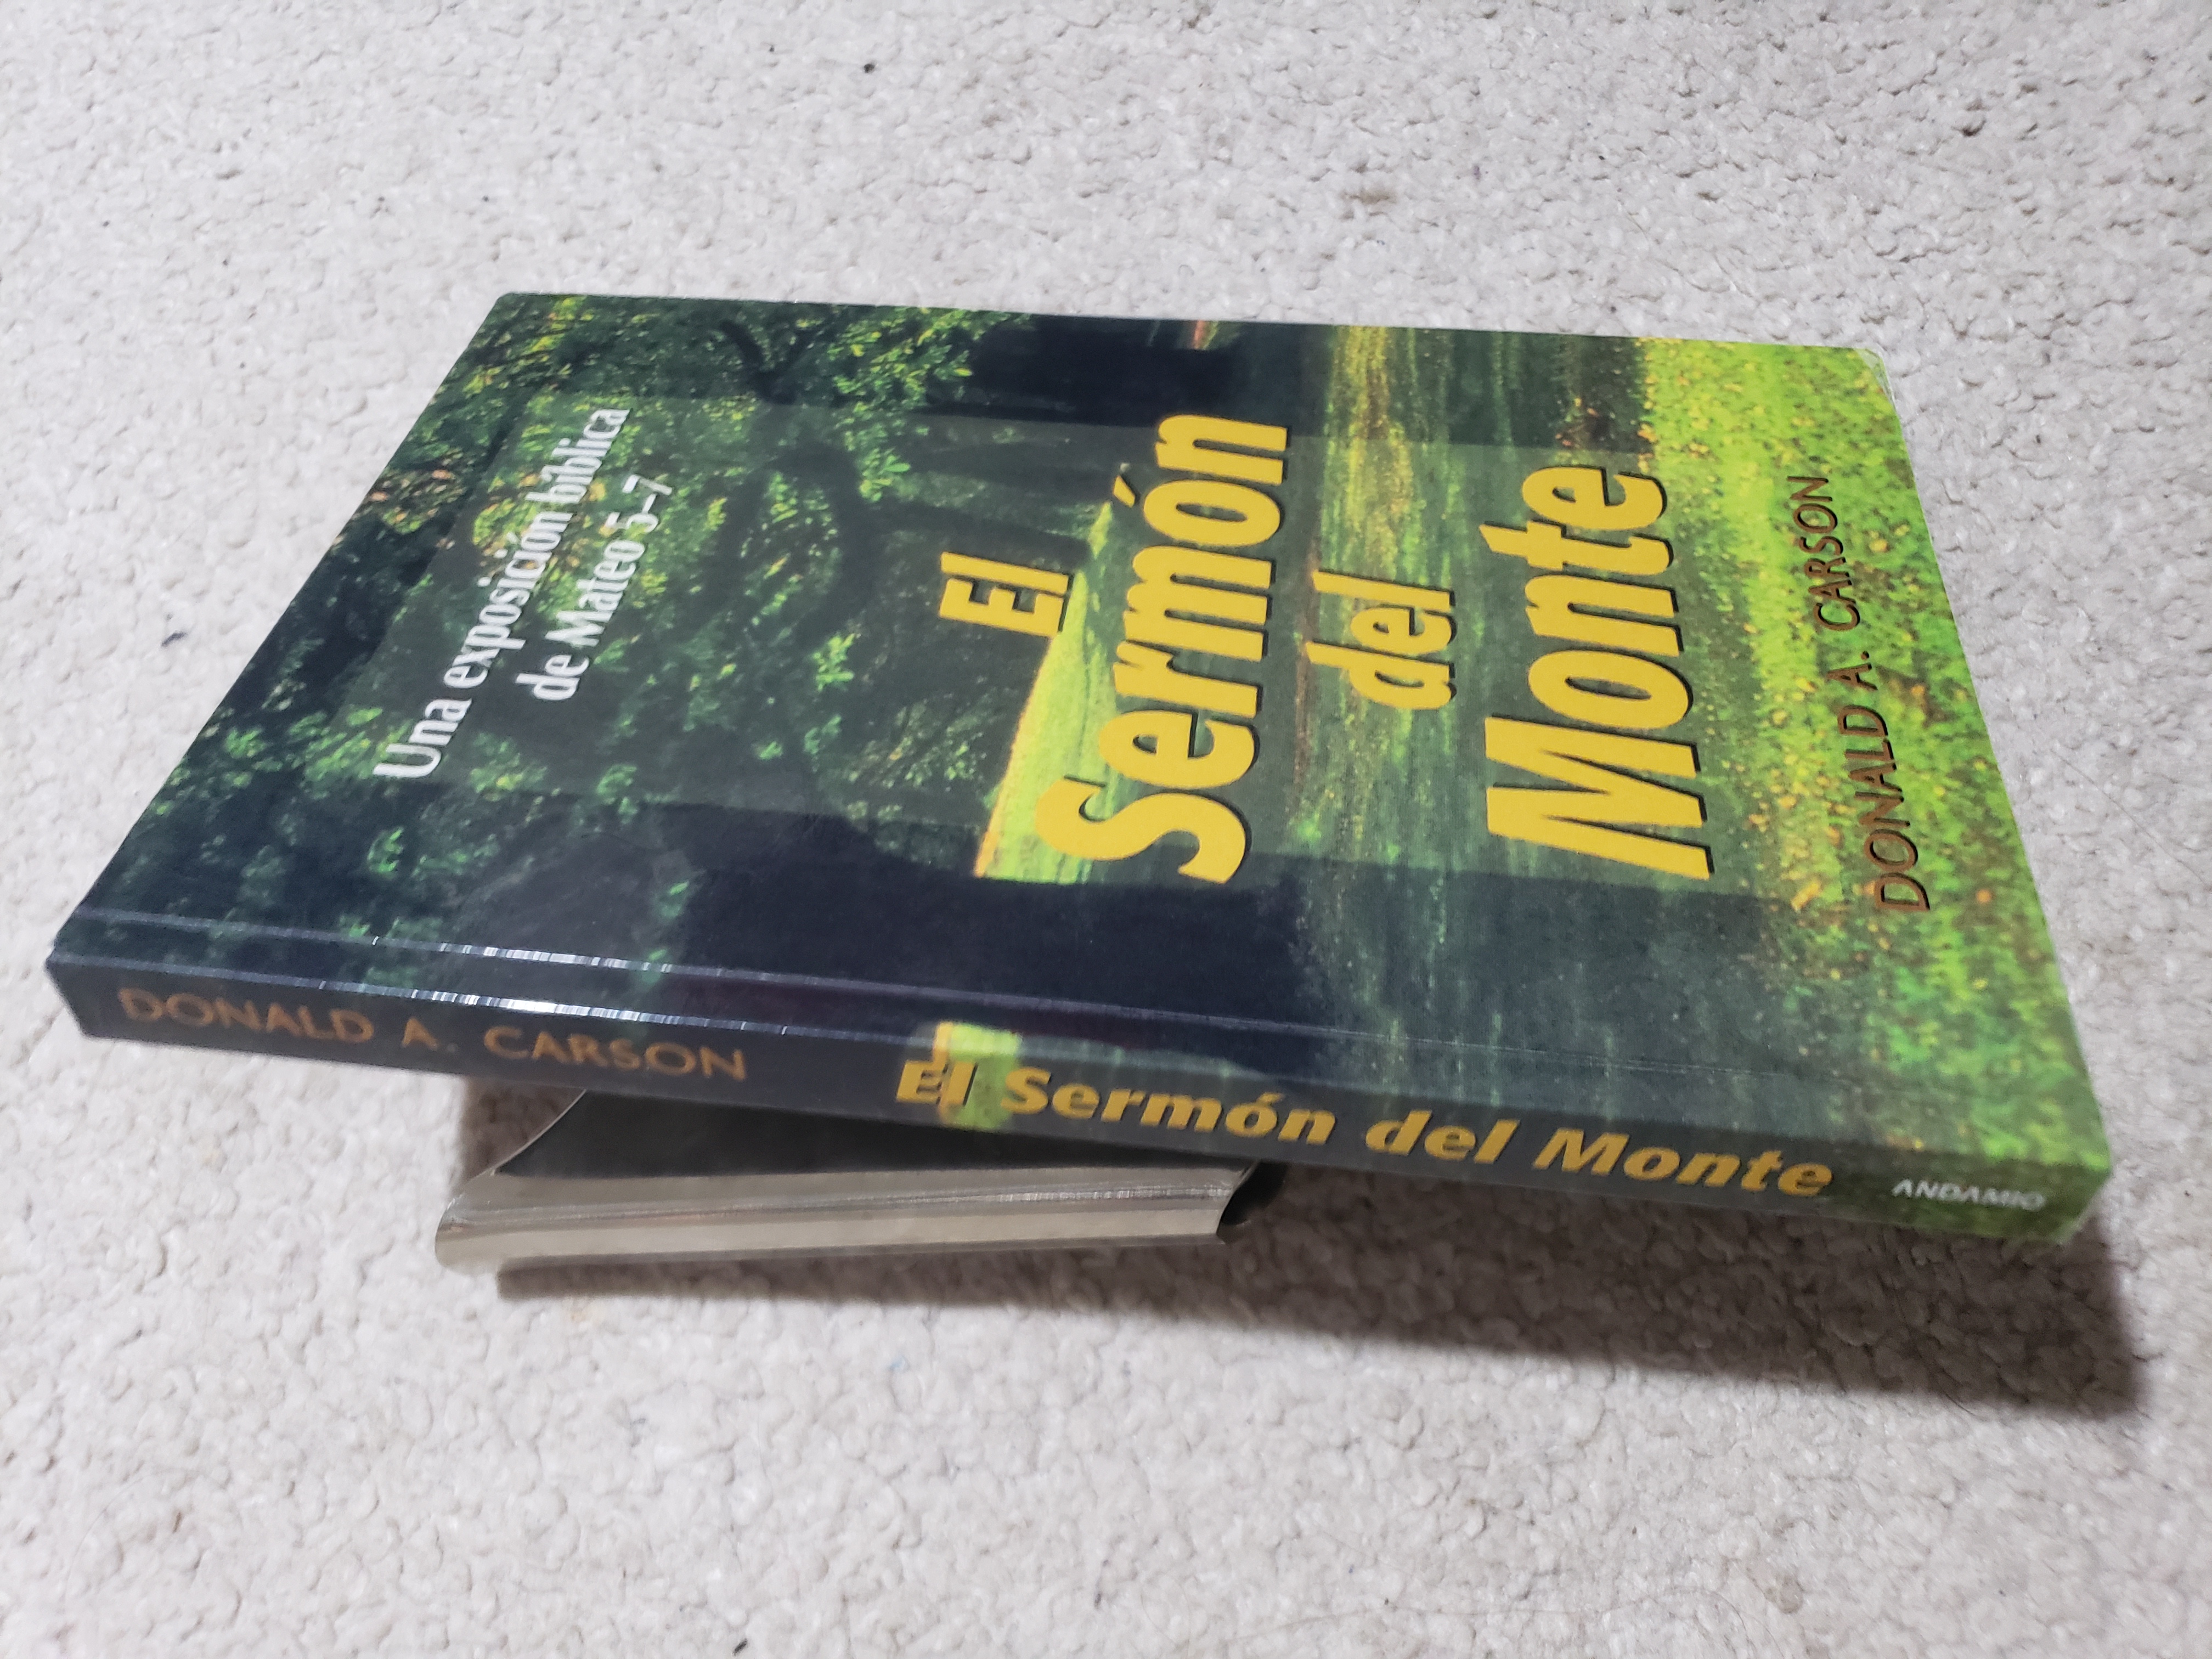 DONALD A. CARSON
El Sermón del Monte
ANDAMIO
Una exposición bíblica
de Mateo 5–7
El
Sermón
del
Monte
DONALD A. CARSON